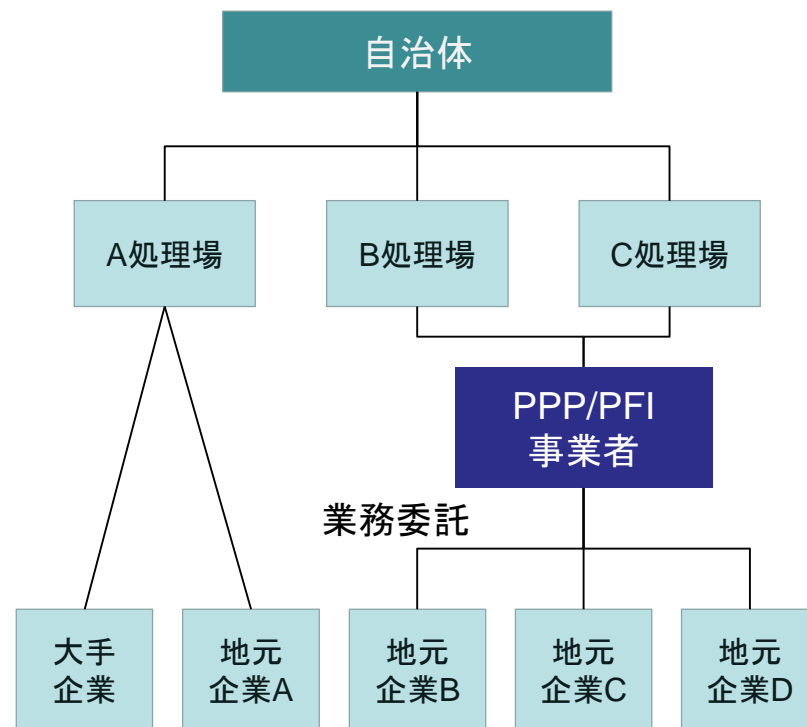 自治体
A処理場
B処理場
C処理場
PPP/PFI
事業者
業務委託
大手
企業
地元
企業A
地元
企業B
地元
企業C
地元
企業D